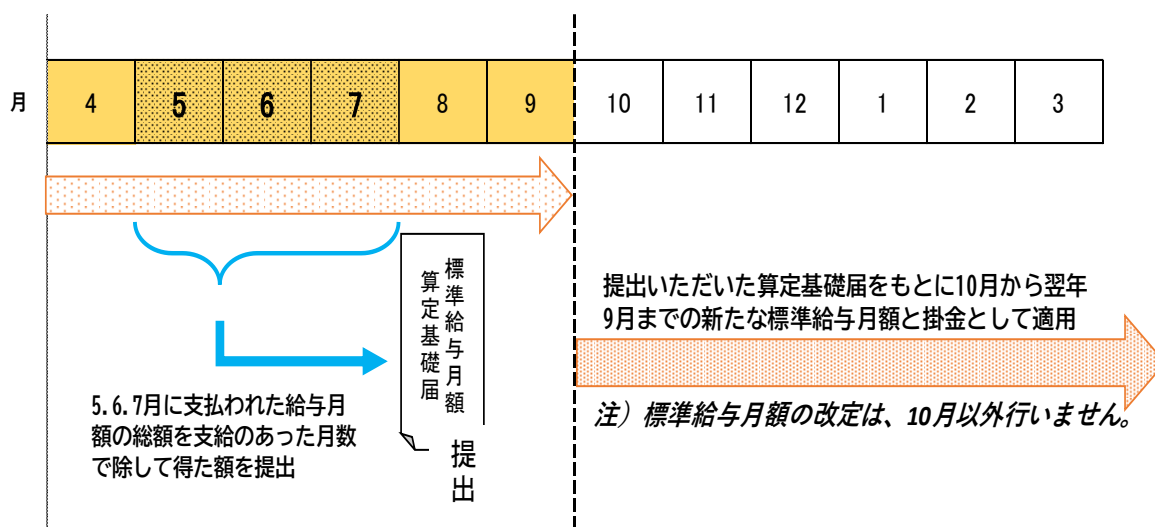 月 4 5 6 7 8 9 10 11 12 1 2 3
標準給与月額
算定基礎届
提出
5.6.7月に支払われた給与月
額の総額を支給のあった月数
で除して得た額を提出
提出いただいた算定基礎届をもとに10月から翌年
9月までの新たな標準給与月額と掛金として適用
注）標準給与月額の改定は、10月以外行いません。